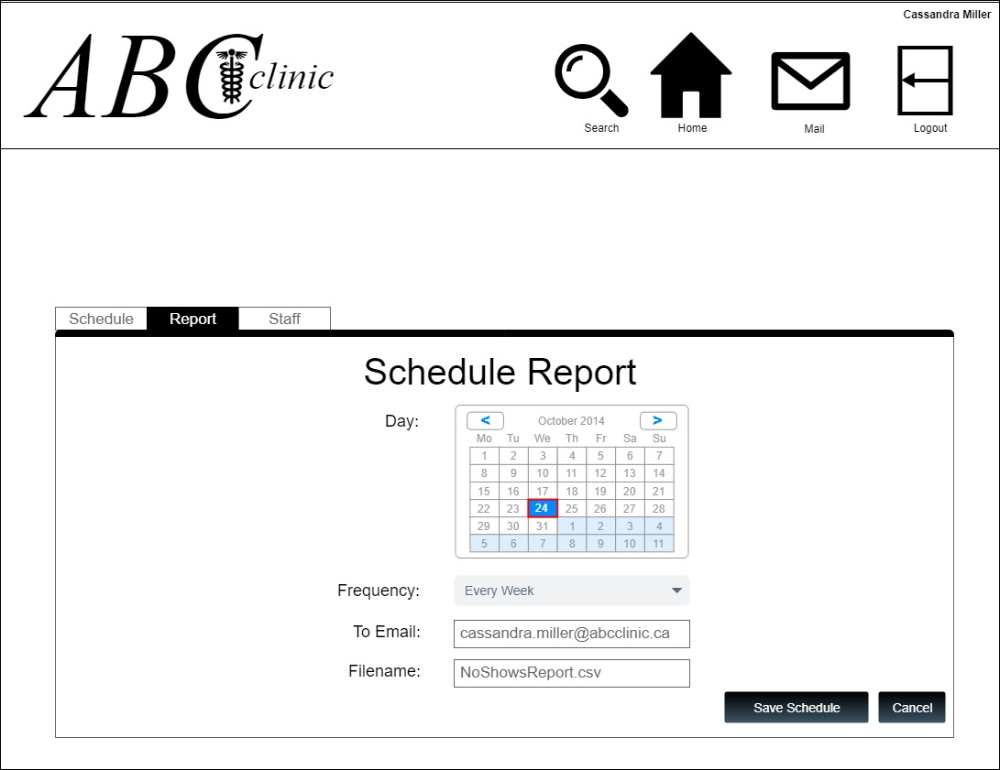 Cassandra Miller
ABC clinic
Search Home Mail Logout
Schedule Report Staff
Schedule Report
Day:
< October 2014 >
Mo Tu We Th Fr Sa Su
1 2 3 4 5 6 7
8 9 10 11 12 13 14
15 16 17 18 19 20 21
22 23 24 25 26 27 28
29 30 31 1 2 3 4
5 6 7 8 9 10 11
Frequency: Every Week
To Email: cassandra.miller@abcclinic.ca
Filename: NoShowsReport.csv
Save Schedule Cancel